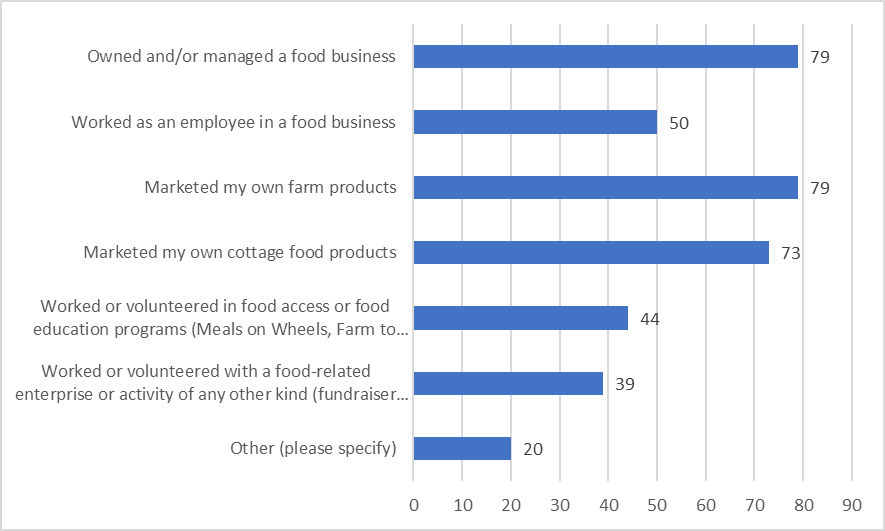 Owned and/or managed a food business
79
Worked as an employee in a food business
50
Marketed my own farm products
79
Marketed my own cottage food products
73
Worked or volunteered in food access or food
education programs (Meals on Wheels, Farm to…
44
Worked or volunteered with a food-related
enterprise or activity of any other kind (fundraiser…
39
Other (please specify)
20
0 10 20 30 40 50 60 70 80 90